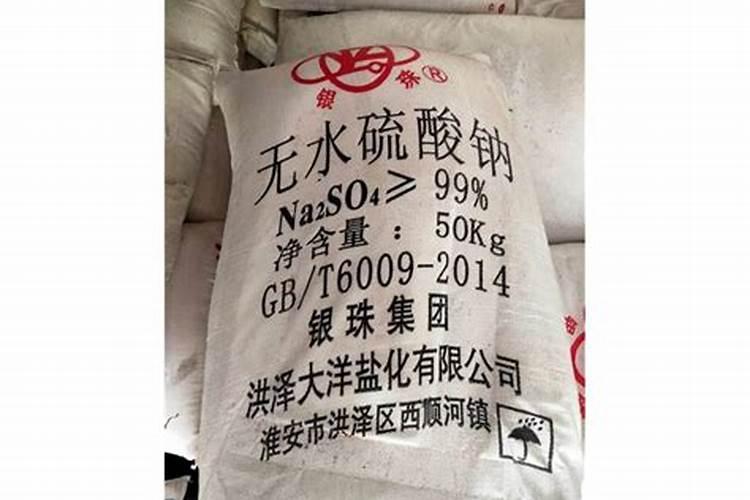 银珠®
无水硫酸钠
Na₂SO₄≥99%
净含量：50Kg
GB/T6009-2014
银珠集团
洪泽大洋盐化有限公司
淮安市洪泽区西顺河镇
银